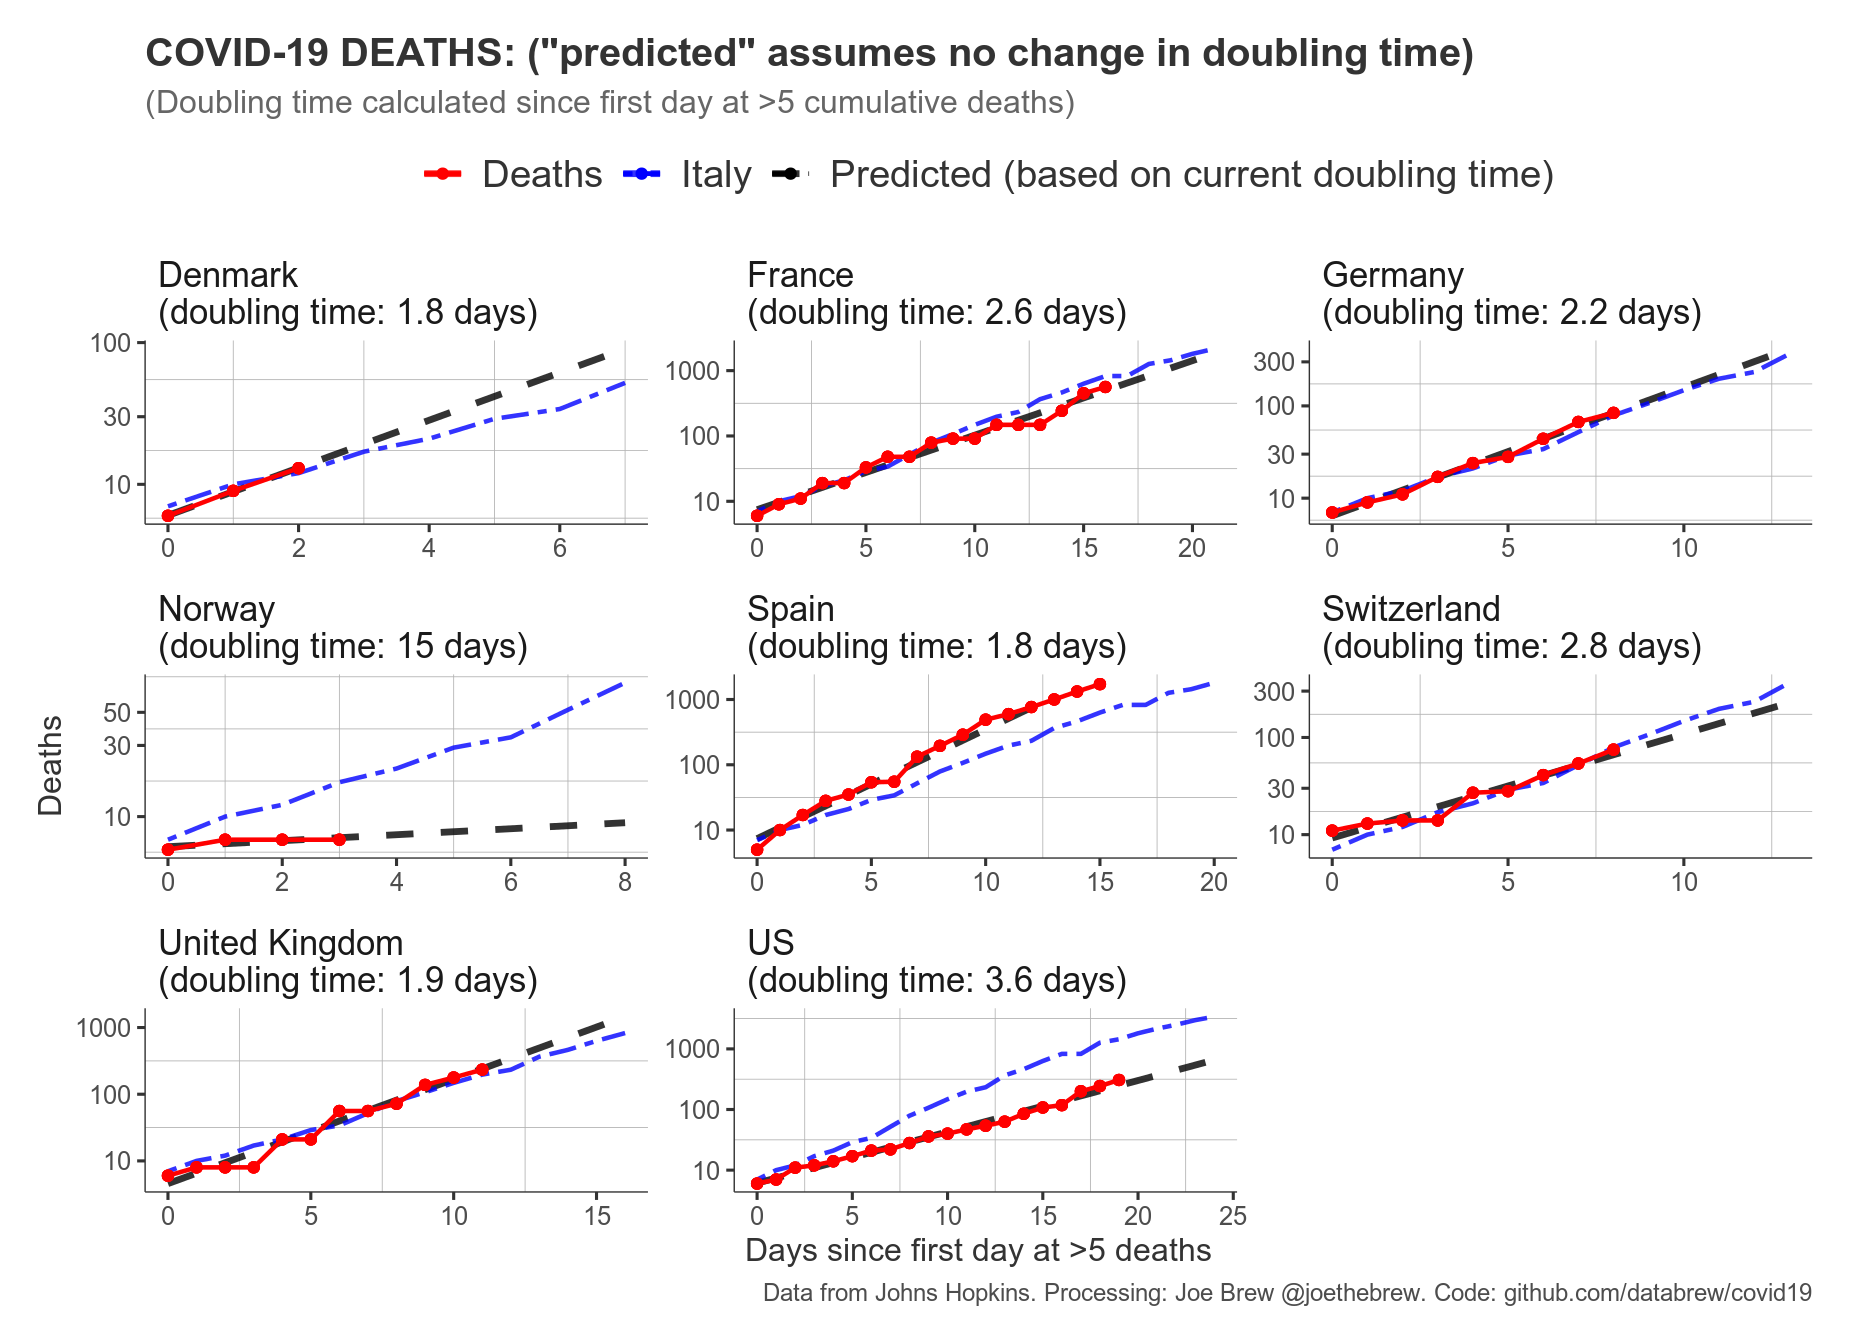 COVID-19 DEATHS: ("predicted" assumes no change in doubling time)
(Doubling time calculated since first day at >5 cumulative deaths)
Deaths Italy Predicted (based on current doubling time)
Denmark
(doubling time: 1.8 days)
100
30
10
0 2 4 6
France
(doubling time: 2.6 days)
1000
100
10
0 5 10 15 20
Germany
(doubling time: 2.2 days)
300
100
30
10
0 5 10
Deaths
Norway
(doubling time: 15 days)
50
30
10
0 2 4 6 8
Spain
(doubling time: 1.8 days)
1000
100
10
0 5 10 15 20
Switzerland
(doubling time: 2.8 days)
300
100
30
10
0 5 10
United Kingdom
(doubling time: 1.9 days)
1000
100
10
0 5 10 15
US
(doubling time: 3.6 days)
1000
100
10
0 5 10 15 20 25
Days since first day at >5 deaths
Data from Johns Hopkins. Processing: Joe Brew @joethebrew. Code: github.com/databrew/covid19